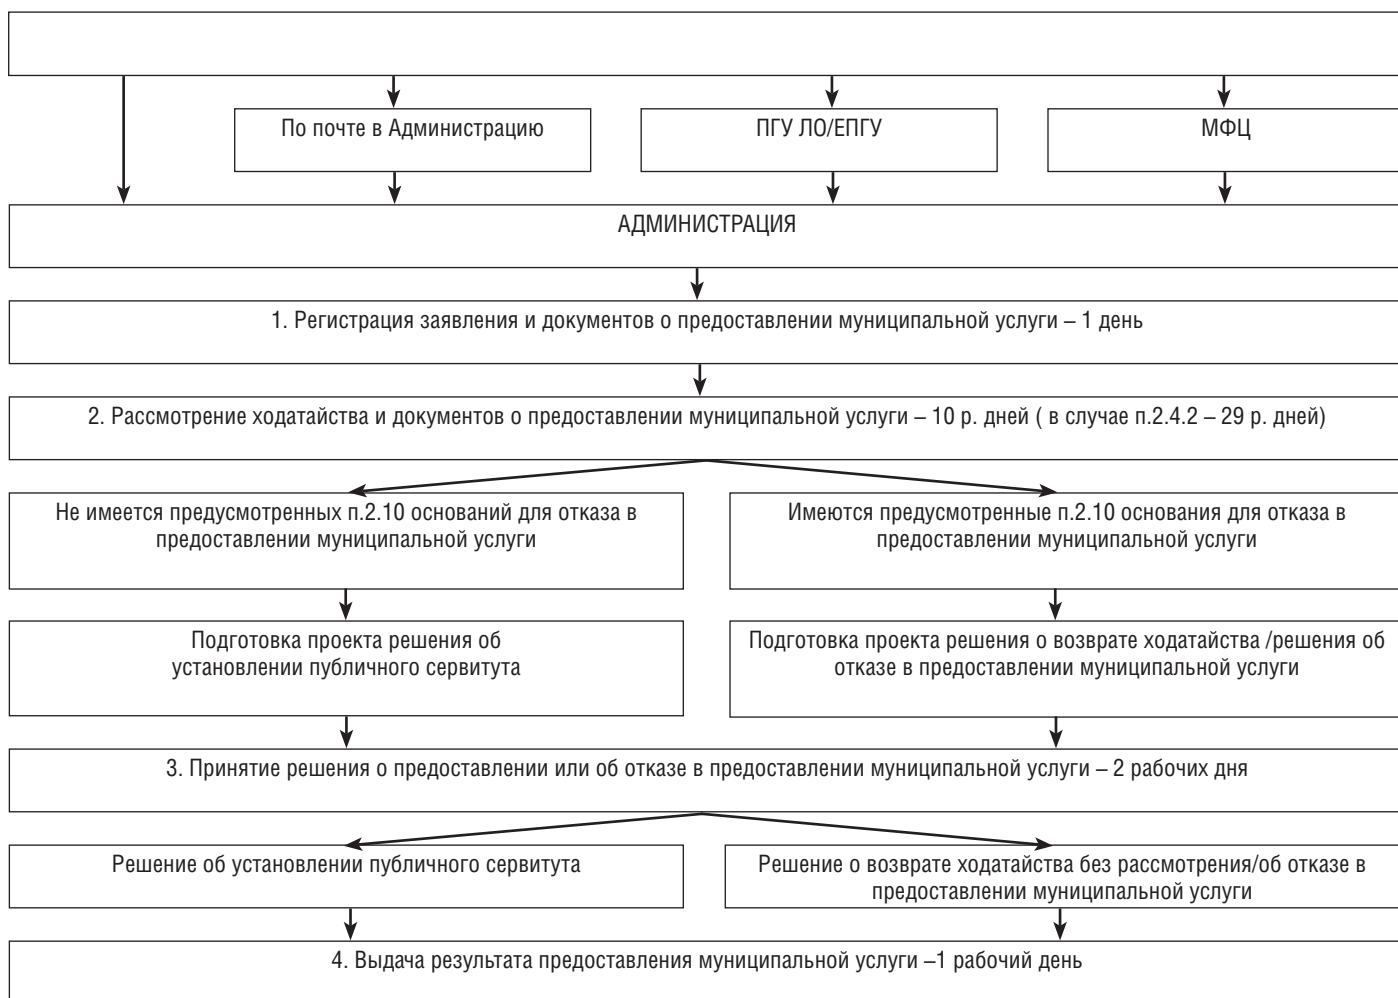 По почте в Администрацию
ПГУ ЛО/ЕПГУ
МФЦ
АДМИНИСТРАЦИЯ
1. Регистрация заявления и документов о предоставлении муниципальной услуги – 1 день
2. Рассмотрение ходатайства и документов о предоставлении муниципальной услуги – 10 р. дней ( в случае п.2.4.2 – 29 р. дней)
Не имеется предусмотренных п.2.10 оснований для отказа в
предоставлении муниципальной услуги
Имеются предусмотренные п.2.10 основания для отказа в
предоставлении муниципальной услуги
Подготовка проекта решения об
установлении публичного сервитута
Подготовка проекта решения о возврате ходатайства /решения об
отказе в предоставлении муниципальной услуги
3. Принятие решения о предоставлении или об отказе в предоставлении муниципальной услуги – 2 рабочих дня
Решение об установлении публичного сервитута
Решение о возврате ходатайства без рассмотрения/об отказе в
предоставлении муниципальной услуги
4. Выдача результата предоставления муниципальной услуги –1 рабочий день